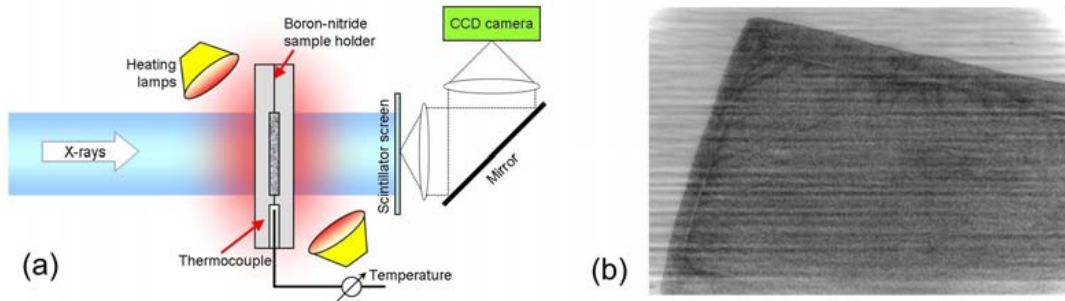 Boron-nitride
sample holder
CCD camera
Heating
lamps
X-rays
Scintillator screen
Mirror
Thermocouple
Temperature
(a)
(b)